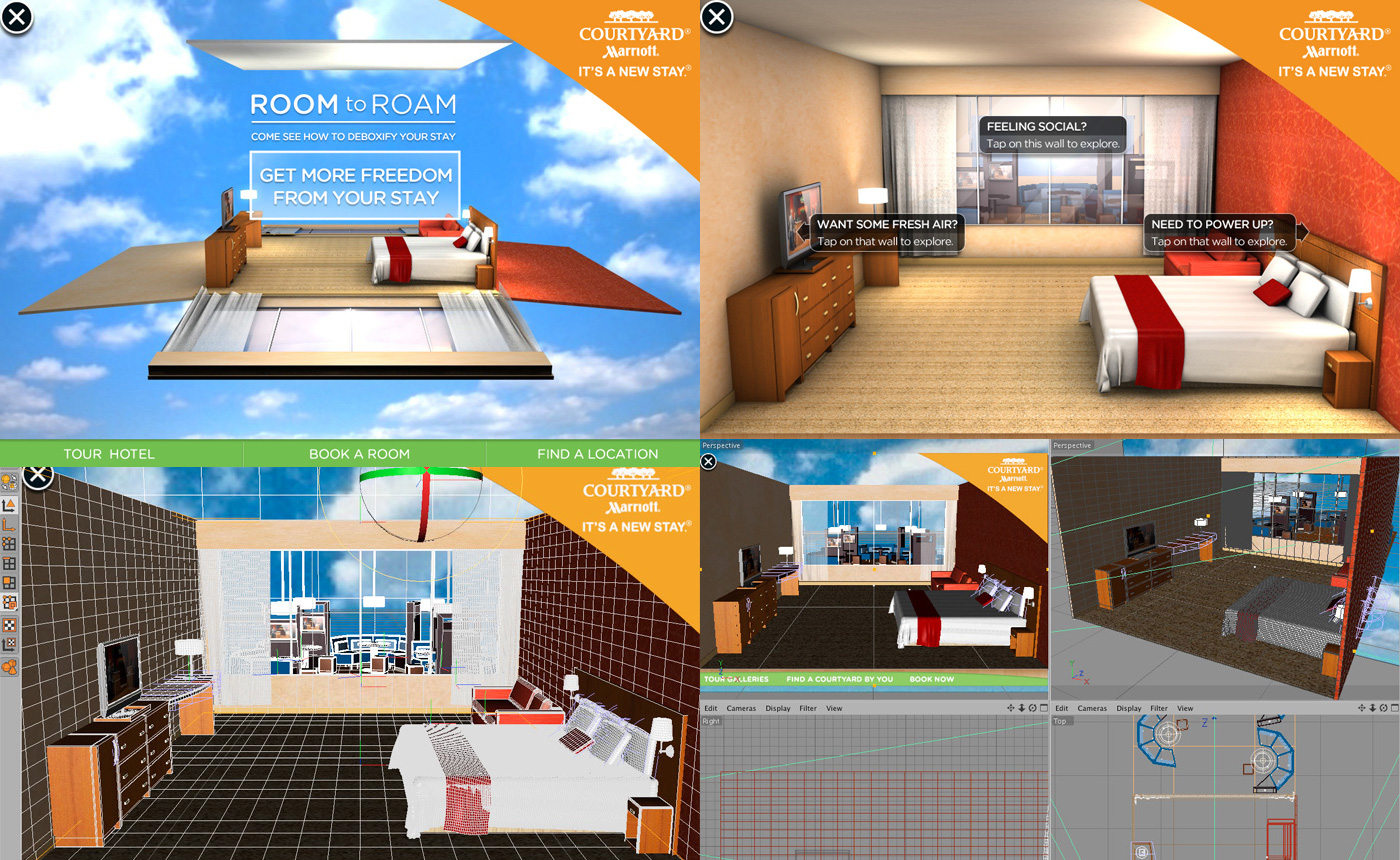 COURTYARD®
Marriott.
IT'S A NEW STAY.®
ROOM to ROAM
COME SEE HOW TO DEBOXIFY YOUR STAY
GET MORE FREEDOM
FROM YOUR STAY
TOUR HOTEL
BOOK A ROOM
FIND A LOCATION
COURTYARD®
Marriott.
IT'S A NEW STAY.®
FEELING SOCIAL?
Tap on this wall to explore.
WANT SOME FRESH AIR?
Tap on that wall to explore.
NEED TO POWER UP?
Tap on that wall to explore.
COURTYARD®
Marriott.
IT'S A NEW STAY.®
Perspective
COURTYARD®
Marriott.
IT'S A NEW STAY.®
TOUR GALLERIES
FIND A COURTYARD BY YOU
BOOK NOW
Perspective
Y
Z
X
Edit Cameras Display Filter View
Right
Edit Cameras Display Filter View
Top
Z